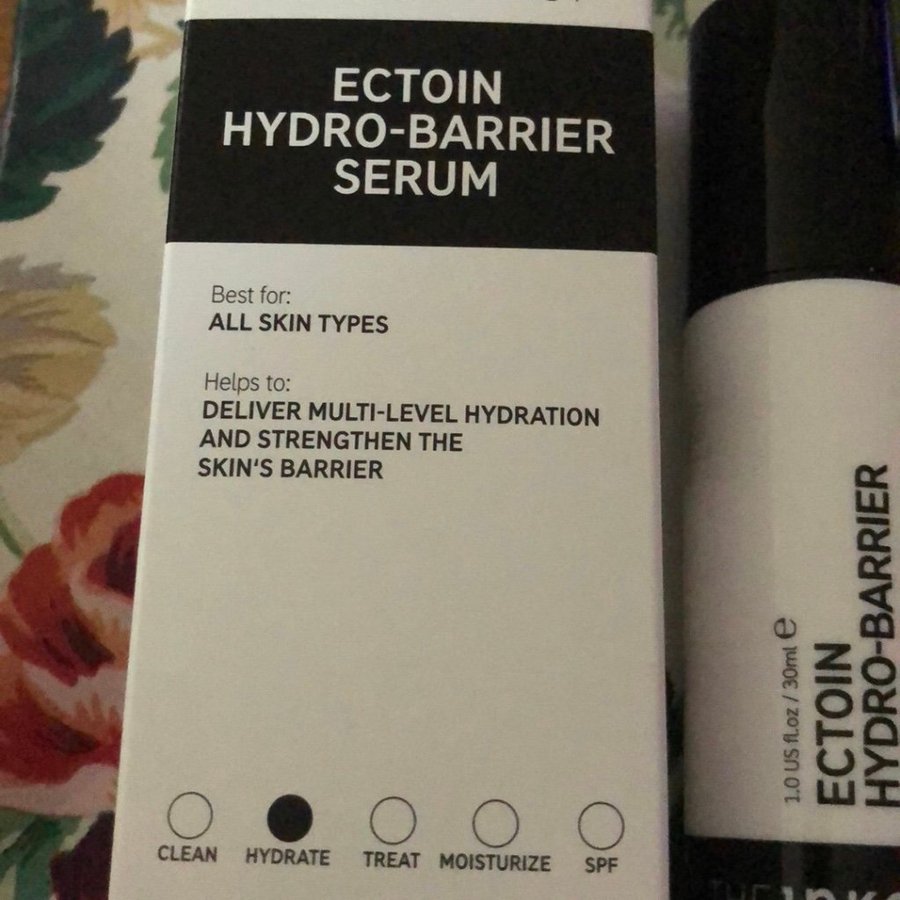 ECTOIN
HYDRO-BARRIER
SERUM
Best for:
ALL SKIN TYPES
Helps to:
DELIVER MULTI-LEVEL HYDRATION
AND STRENGTHEN THE
SKIN'S BARRIER
CLEAN HYDRATE TREAT MOISTURIZE SPF
1.0 US fl.oz / 30ml e
ECTOIN
HYDRO-BARRIER
THE